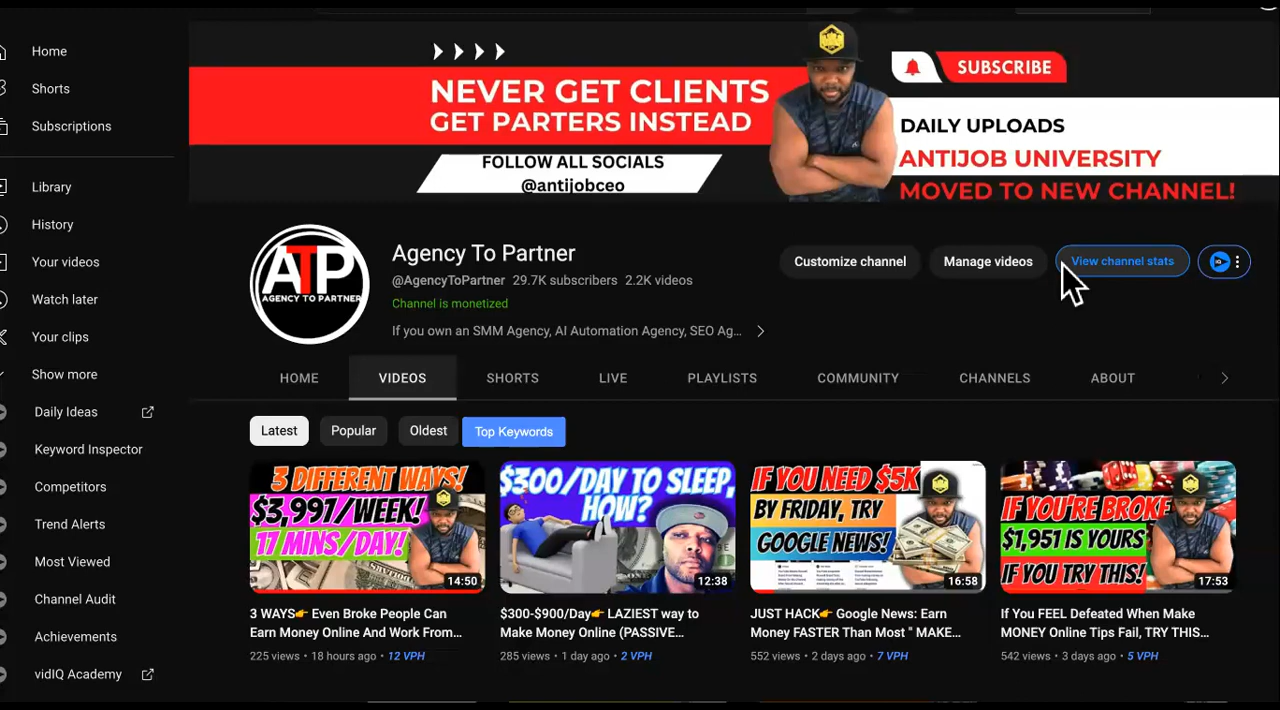 NEVER GET CLIENTS
GET PARTERS INSTEAD
FOLLOW ALL SOCIALS
@antijobceo
SUBSCRIBE
DAILY UPLOADS
ANTIJOB UNIVERSITY
MOVED TO NEW CHANNEL!
Home
Shorts
Subscriptions
Library
History
Your videos
Watch later
Your clips
Show more
Daily Ideas
Keyword Inspector
Competitors
Trend Alerts
Most Viewed
Channel Audit
Achievements
vidIQ Academy
ATP
AGENCY TO PARTNER
Agency To Partner
@AgencyToPartner 29.7K subscribers 2.2K videos
Channel is monetized
If you own an SMM Agency, AI Automation Agency, SEO Ag...
Customize channel
Manage videos
View channel stats
HOME VIDEOS SHORTS LIVE PLAYLISTS COMMUNITY CHANNELS ABOUT
Latest Popular Oldest Top Keywords
3 DIFFERENT WAYS!
$3,997/WEEK!
17 MINS/DAY!
14:50
3 WAYS👉 Even Broke People Can
Earn Money Online And Work From...
225 views • 18 hours ago • 12 VPH
$300/DAY TO SLEEP,
HOW?
12:38
$300-$900/Day👉 LAZIEST way to
Make Money Online (PASSIVE...
285 views • 1 day ago • 2 VPH
IF YOU NEED $5K
BY FRIDAY, TRY
GOOGLE NEWS!
16:58
JUST HACK👉 Google News: Earn
Money FASTER Than Most " MAKE...
552 views • 2 days ago • 7 VPH
IF YOU'RE BROKE
$1,951 IS YOURS
IF YOU TRY THIS!
17:53
If You FEEL Defeated When Make
MONEY Online Tips Fail, TRY THIS...
542 views • 3 days ago • 5 VPH